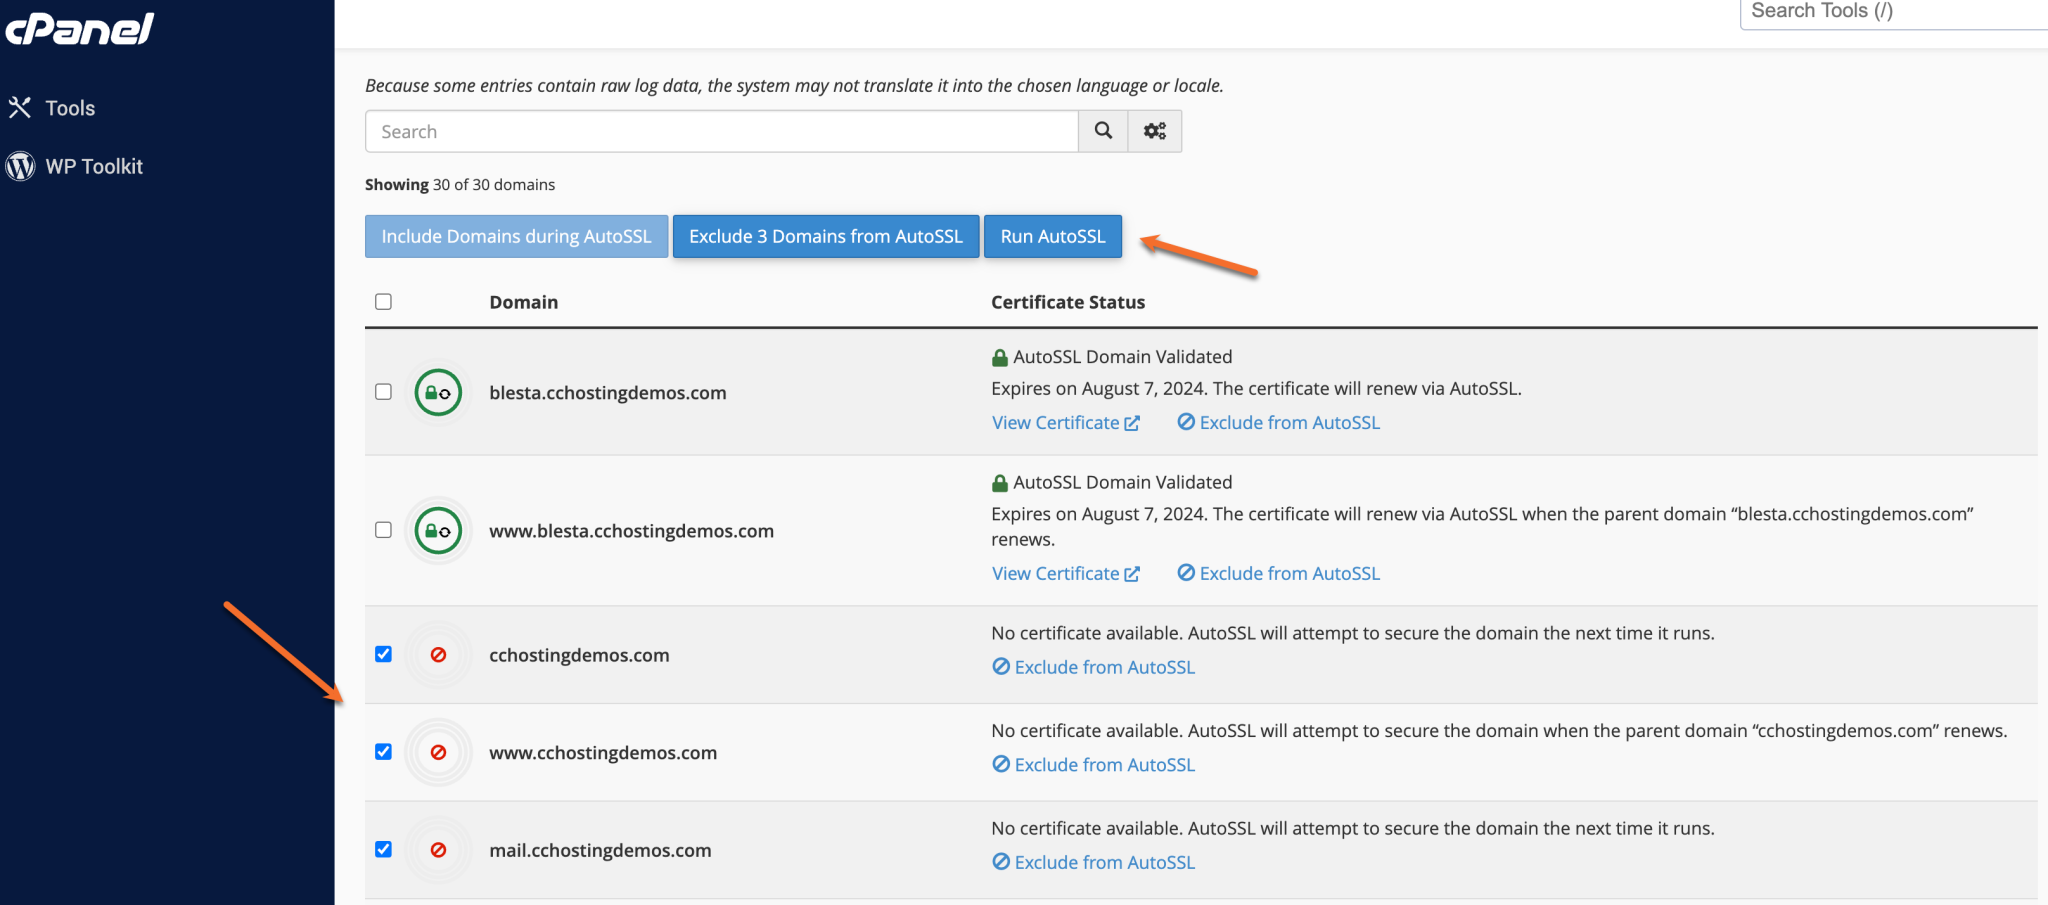 cPanel
Search Tools (/)
Tools
WP Toolkit
Because some entries contain raw log data, the system may not translate it into the chosen language or locale.
Search
Showing 30 of 30 domains
Include Domains during AutoSSL
Exclude 3 Domains from AutoSSL
Run AutoSSL
Domain
Certificate Status
blesta.cchostingdemos.com
AutoSSL Domain Validated
Expires on August 7, 2024. The certificate will renew via AutoSSL.
View Certificate
Exclude from AutoSSL
www.blesta.cchostingdemos.com
AutoSSL Domain Validated
Expires on August 7, 2024. The certificate will renew via AutoSSL when the parent domain “blesta.cchostingdemos.com”
renews.
View Certificate
Exclude from AutoSSL
cchostingdemos.com
No certificate available. AutoSSL will attempt to secure the domain the next time it runs.
Exclude from AutoSSL
www.cchostingdemos.com
No certificate available. AutoSSL will attempt to secure the domain when the parent domain “cchostingdemos.com” renews.
Exclude from AutoSSL
mail.cchostingdemos.com
No certificate available. AutoSSL will attempt to secure the domain the next time it runs.
Exclude from AutoSSL